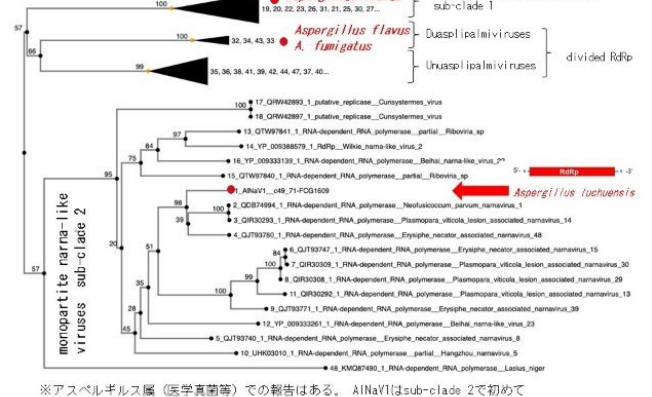 100
19, 20, 22, 23, 26, 31, 21, 25, 30, 27...
sub-clade 1
57
Aspergillus flavus
A. fumigatus
100
32, 34, 43, 33
Duasplipalmiviruses
66
divided RdRp
99
35, 36, 38, 41, 39, 42, 44, 47, 37, 40...
Unuasplipalmiviruses
100
17_QRW42893_1_putative_replicase__Cunsystermes_virus
18_QRW42897_1_putative_replicase__Cunsystermes_virus
13_QTW97841_1_RNA-dependent_RNA_polymerase__partial__Riboviria_sp
97
84
14_YP_009388579_1_RdRp__Wilkie_narna-like_virus_2
75
16_YP_009333139_1_RNA-dependent_RNA_polymerase__Beihai_narna-like_virus_2
5'- RdRp -3'
95
15_QTW97840_1_RNA-dependent_RNA_polymerase__partial__Riboviria_sp
1_AlNaV1__c49_71-FCG1609
Aspergillus luchuensis
96
100
2_QDB74994_1_RNA-dependent_RNA_polymerase__Neofusicoccum_parvum_narnavirus_1
39
3_QIR30293_1_RNA-dependent_RNA_polymerase__Plasmopara_viticola_lesion_associated_narnavirus_14
4_QJT93780_1_RNA-dependent_RNA_polymerase__Erysiphe_necator_associated_narnavirus_48
20
51
84
6_QJT93747_1_RNA-dependent_RNA_polymerase__Erysiphe_necator_associated_narnavirus_15
100
7_QIR30309_1_RNA-dependent_RNA_polymerase__Plasmopara_viticola_lesion_associated_narnavirus_30
57
99
8_QIR30308_1_RNA-dependent_RNA_polymerase__Plasmopara_viticola_lesion_associated_narnavirus_29
35
100
11_QIR30292_1_RNA-dependent_RNA_polymerase__Plasmopara_viticola_lesion_associated_narnavirus_13
28
9_QJT93771_1_RNA-dependent_RNA_polymerase__Erysiphe_necator_associated_narnavirus_39
12_YP_009333261_1_RNA-dependent_RNA_polymerase__Beihai_narna-like_virus_23
45
5_QJT93740_1_RNA-dependent_RNA_polymerase__Erysiphe_necator_associated_narnavirus_8
10_UHK03010_1_RNA-dependent_RNA_polymerase__partial__Hangzhou_narnavirus_5
48_KMQ87490_1_RNA-dependent_RNA_polymerase__Lasius_niger
monopartite narna-like
viruses sub-clade 2
※アスペルギルス属（医学真菌等）での報告はある。 AlNaV1はsub-clade 2で初めて